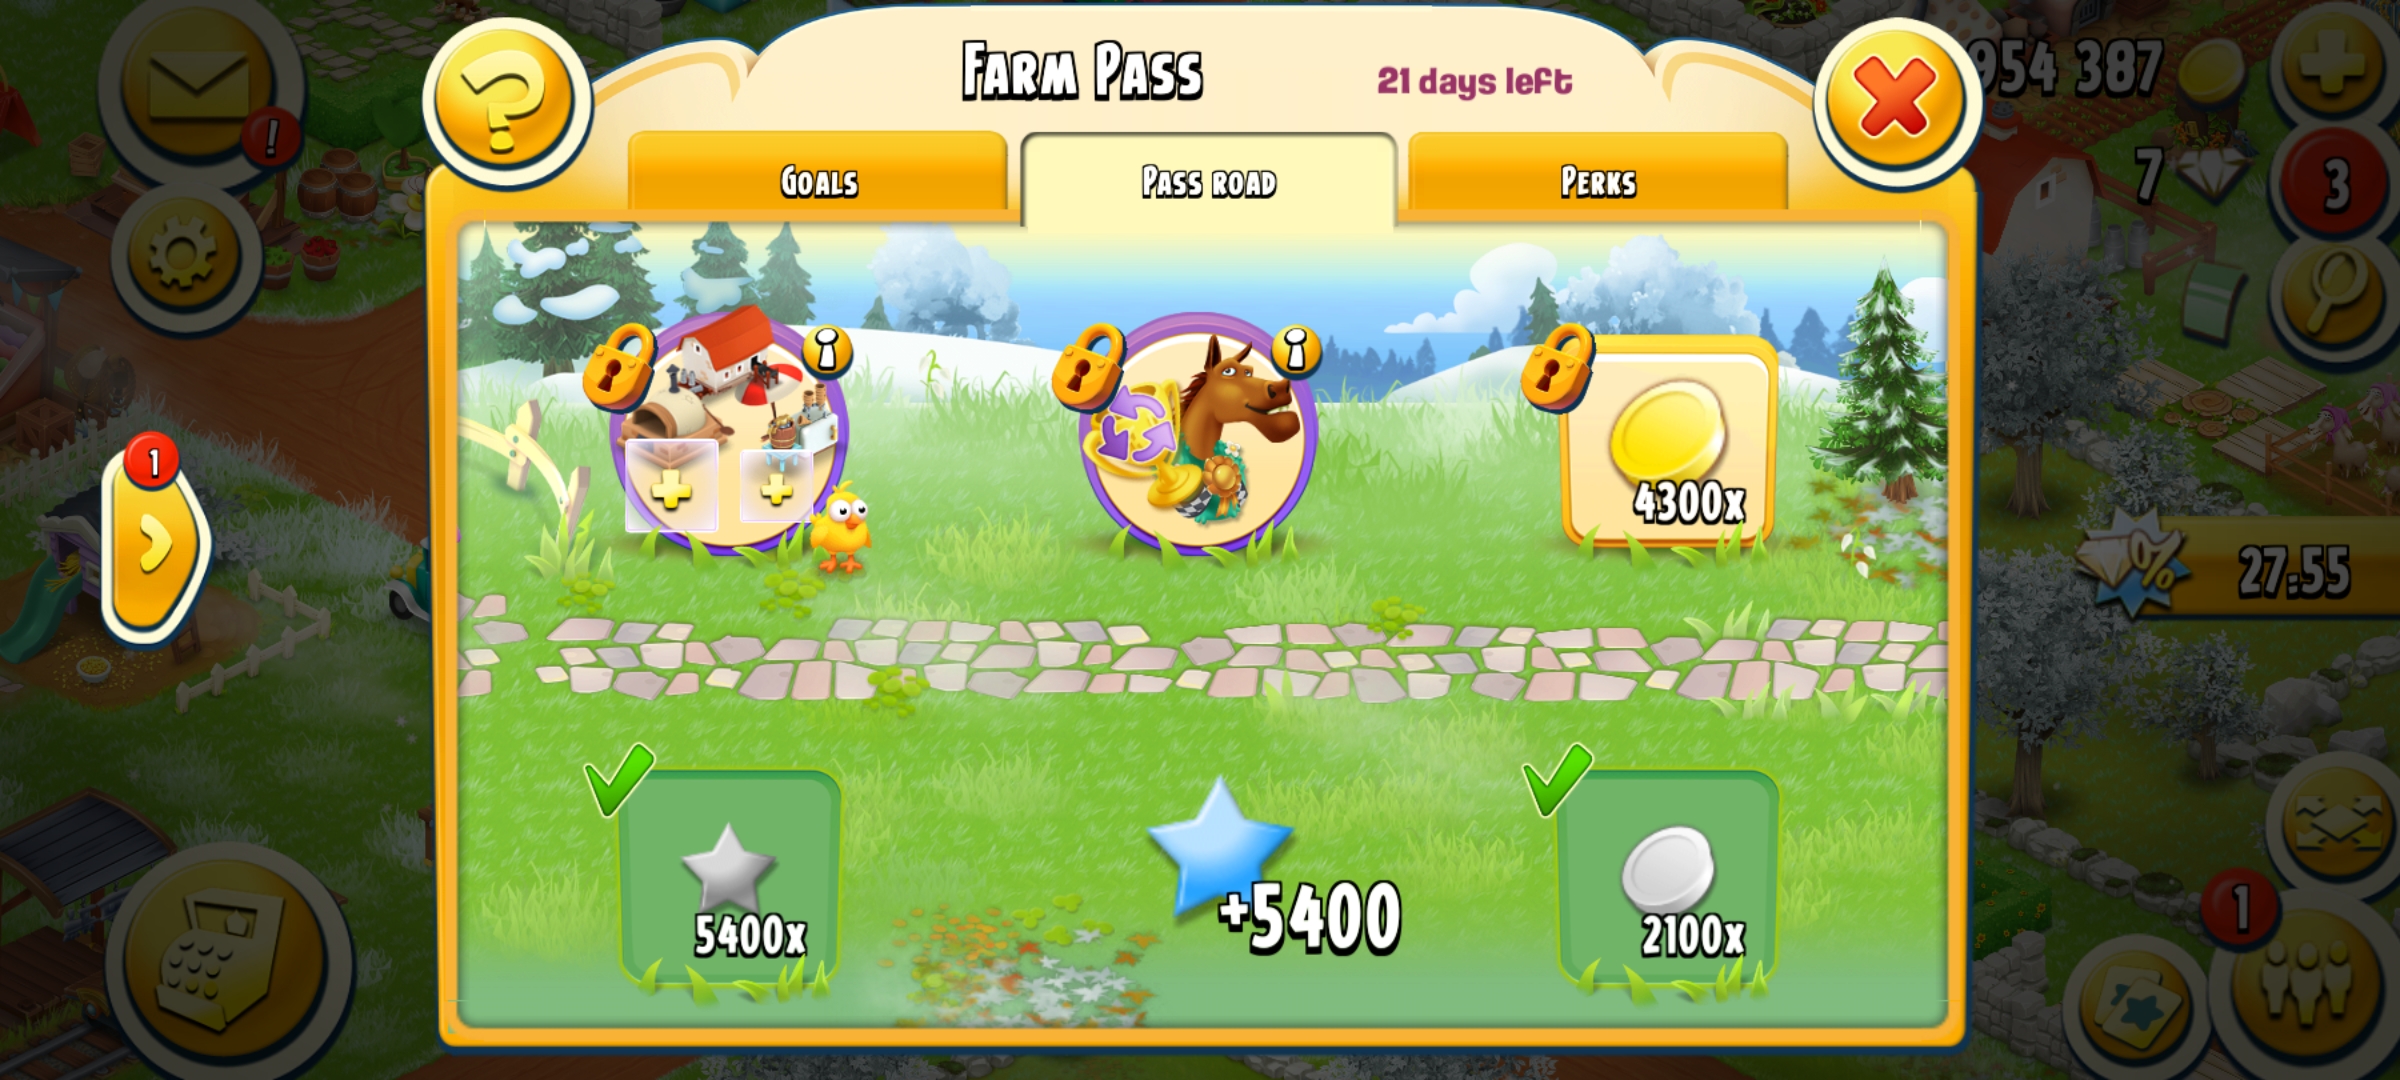 FARM PASS
21 days left
954 387
GOALS
PASS ROAD
PERKS
7
3
!
1
4300x
27:55
5400x
+5400
2100x
1